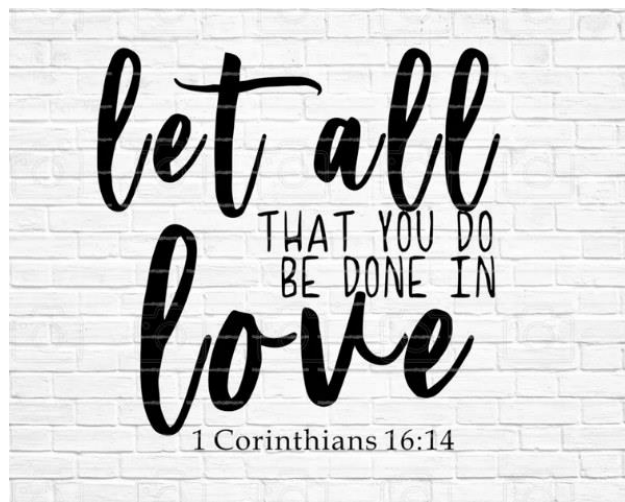 let all
THAT YOU DO
BE DONE IN
love
1 Corinthians 16:14